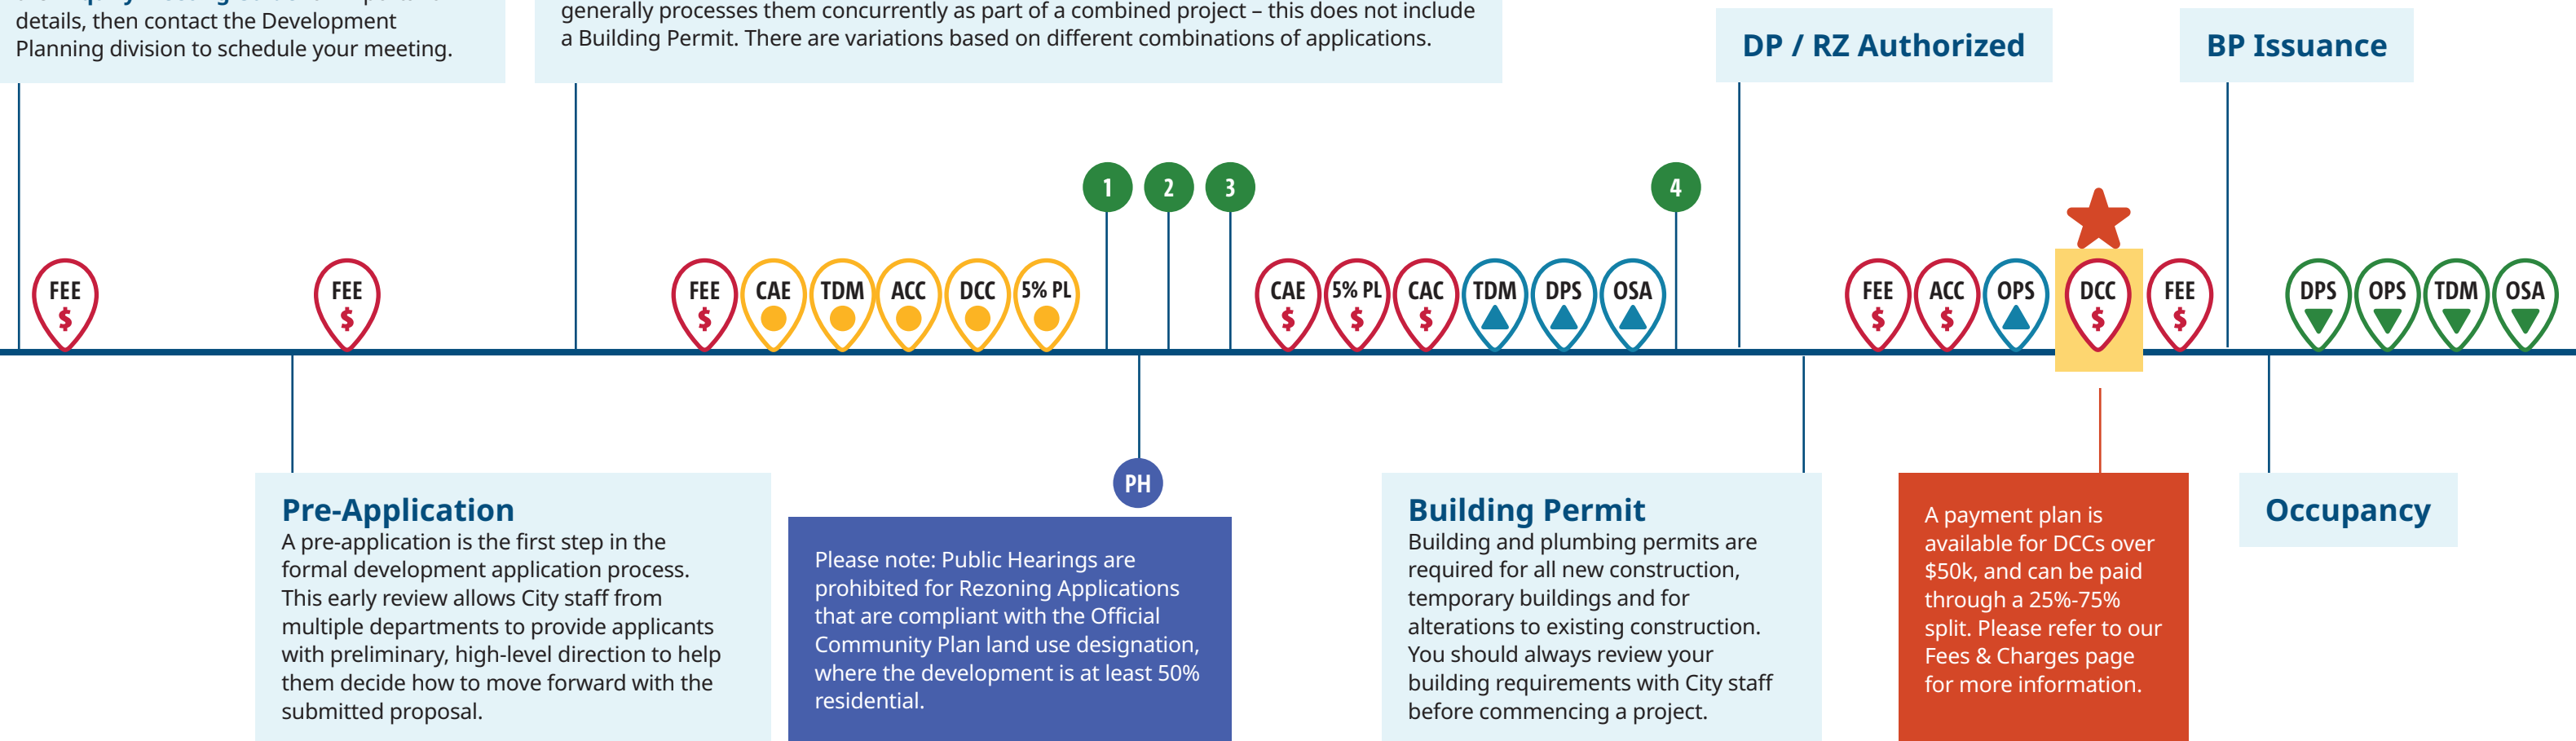 details, then contact the Development
Planning division to schedule your meeting.
generally processes them concurrently as part of a combined project – this does not include
a Building Permit. There are variations based on different combinations of applications.
DP / RZ Authorized
BP Issuance
1
2
3
4
FEE
$
FEE
$
FEE
$
CAE
TDM
ACC
DCC
5% PL
CAE
$
5% PL
$
CAC
$
TDM
DPS
OSA
FEE
$
ACC
$
OPS
DCC
$
FEE
$
DPS
OPS
TDM
OSA
Pre-Application
A pre-application is the first step in the
formal development application process.
This early review allows City staff from
multiple departments to provide applicants
with preliminary, high-level direction to help
them decide how to move forward with the
submitted proposal.
PH
Please note: Public Hearings are
prohibited for Rezoning Applications
that are compliant with the Official
Community Plan land use designation,
where the development is at least 50%
residential.
Building Permit
Building and plumbing permits are
required for all new construction,
temporary buildings and for
alterations to existing construction.
You should always review your
building requirements with City staff
before commencing a project.
A payment plan is
available for DCCs over
$50k, and can be paid
through a 25%-75%
split. Please refer to our
Fees & Charges page
for more information.
Occupancy